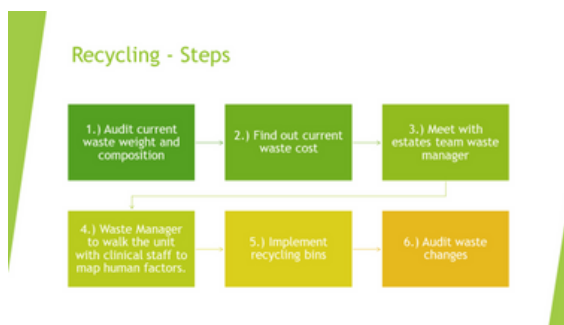 Recycling - Steps
1.) Audit current
waste weight and
composition
2.) Find out current
waste cost
3.) Meet with
estates team waste
manager
4.) Waste Manager
to walk the unit
with clinical staff to
map human factors.
5.) Implement
recycling bins
6.) Audit waste
changes